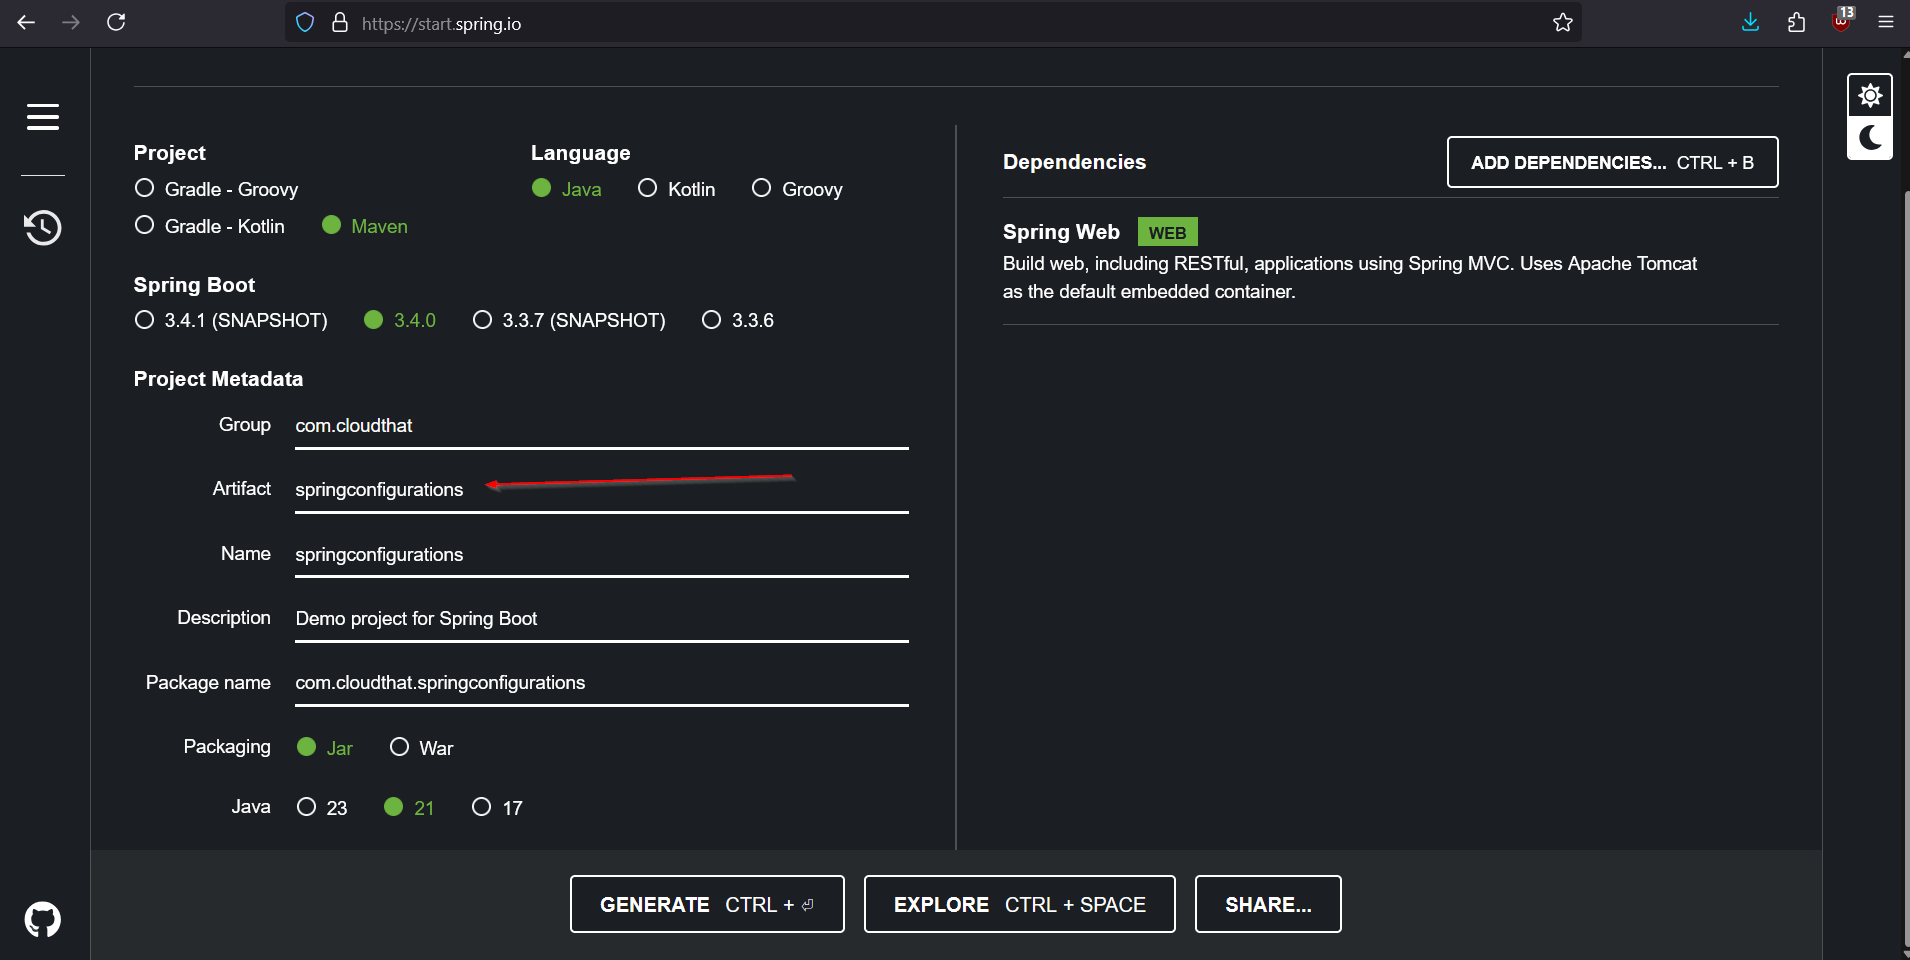 https://start.spring.io
13
Project
Gradle - Groovy
Gradle - Kotlin
Maven
Language
Java
Kotlin
Groovy
Spring Boot
3.4.1 (SNAPSHOT)
3.4.0
3.3.7 (SNAPSHOT)
3.3.6
Project Metadata
Group
com.cloudthat
Artifact
springconfigurations
Name
springconfigurations
Description
Demo project for Spring Boot
Package name
com.cloudthat.springconfigurations
Packaging
Jar
War
Java
23
21
17
Dependencies
ADD DEPENDENCIES... CTRL + B
Spring Web WEB
Build web, including RESTful, applications using Spring MVC. Uses Apache Tomcat
as the default embedded container.
GENERATE CTRL + ⏎
EXPLORE CTRL + SPACE
SHARE...